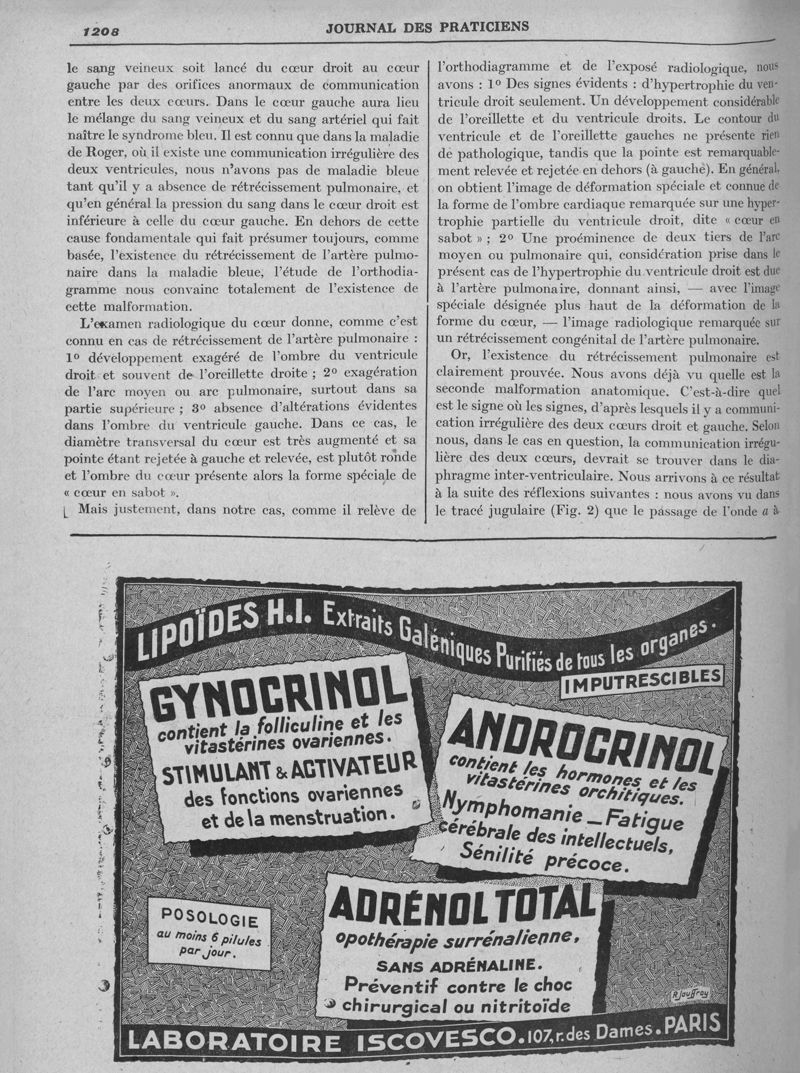 1208
JOURNAL DES PRATICIENS
le sang veineux soit lancé du cœur droit au cœur
gauche par des orifices anormaux de communication
entre les deux cœurs. Dans le cœur gauche aura lieu
le mélange du sang veineux et du sang artériel qui fait
naître le syndrome bleu. Il est connu que dans la maladie
de Roger, où il existe une communication irrégulière des
deux ventricules, nous n'avons pas de maladie bleue
tant qu'il y a absence de rétrécissement pulmonaire, et
qu'en général la pression du sang dans le cœur droit est
inférieure à celle du cœur gauche. En dehors de cette
cause fondamentale qui fait présumer toujours, comme
basée, l'existence du rétrécissement de l'artère pulmo-
naire dans la maladie bleue, l'étude de l'orthodia-
gramme nous convainc totalement de l'existence de
cette malformation.
L'examen radiologique du cœur donne, comme c'est
connu en cas de rétrécissement de l'artère pulmonaire :
1º développement exagéré de l'ombre du ventricule
droit et souvent de l'oreillette droite ; 2º exagération
de l'arc moyen ou arc pulmonaire, surtout dans sa
partie supérieure ; 3º absence d'altérations évidentes
dans l'ombre du ventricule gauche. Dans ce cas, le
diamètre transversal du cœur est très augmenté et sa
pointe étant rejetée à gauche et relevée, est plutôt ronde
et l'ombre du cœur présente alors la forme spéciale de
« cœur en sabot ».
Mais justement, dans notre cas, comme il relève de
l'orthodiagramme et de l'exposé radiologique, nous
avons : 1º Des signes évidents : d'hypertrophie du ven-
tricule droit seulement. Un développement considérable
de l'oreillette et du ventricule droits. Le contour du
ventricule et de l'oreillette gauches ne présente rien
de pathologique, tandis que la pointe est remarquable-
ment relevée et rejetée en dehors (à gauche). En général,
on obtient l'image de déformation spéciale et connue de
la forme de l'ombre cardiaque remarquée sur une hyper-
trophie partielle du ventricule droit, dite « cœur en
sabot » ; 2º Une proéminence de deux tiers de l'arc
moyen ou pulmonaire qui, considération prise dans le
présent cas de l'hypertrophie du ventricule droit est due
à l'artère pulmonaire, donnant ainsi, — avec l'image
spéciale désignée plus haut de la déformation de la
forme du cœur, — l'image radiologique remarquée sur
un rétrécissement congénital de l'artère pulmonaire.
Or, l'existence du rétrécissement pulmonaire est
clairement prouvée. Nous avons déjà vu quelle est la
seconde malformation anatomique. C'est-à-dire quel
est le signe où les signes, d'après lesquels il y a communi-
cation irrégulière des deux cœurs droit et gauche. Selon
nous, dans le cas en question, la communication irrégu-
lière des deux cœurs, devrait se trouver dans le dia-
phragme inter-ventriculaire. Nous arrivons à ce résultat
à la suite des réflexions suivantes : nous avons vu dans
le tracé jugulaire (Fig. 2) que le passage de l'onde a à
LIPOÏDES H.I. Extraits Galéniques Purifiés de tous les organes.
IMPUTRESCIBLES
GYNOCRINOL
contient la folliculine et les
vitastérines ovariennes.
STIMULANT & ACTIVATEUR
des fonctions ovariennes
et de la menstruation.
ANDROCRINOL
contient les hormones et les
vitastérines orchitiques.
Nymphomanie _ Fatigue
cérébrale des intellectuels,
Sénilité précoce.
POSOLOGIE
au moins 6 pilules
par jour.
ADRÉNOL TOTAL
opothérapie surrénalienne,
SANS ADRÉNALINE.
Préventif contre le choc
chirurgical ou nitritoïde
R. Jouffroy
LABORATOIRE ISCOVESCO. 107, r. des Dames. PARIS